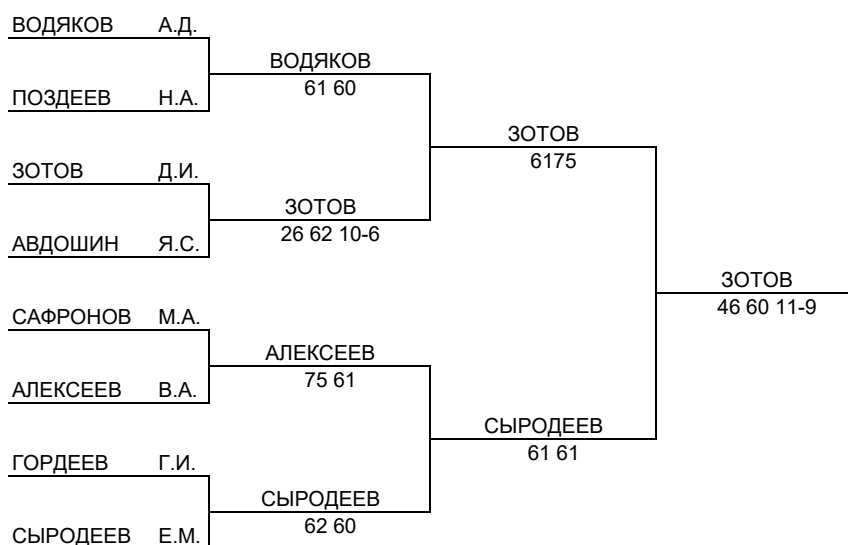 ВОДЯКОВ А.Д.
ВОДЯКОВ
61 60
ПОЗДЕЕВ Н.А.
ЗОТОВ
6175
ЗОТОВ Д.И.
ЗОТОВ
26 62 10-6
АВДОШИН Я.С.
ЗОТОВ
46 60 11-9
САФРОНОВ М.А.
АЛЕКСЕЕВ
75 61
АЛЕКСЕЕВ В.А.
СЫРОДЕЕВ
61 61
ГОРДЕЕВ Г.И.
СЫРОДЕЕВ
62 60
СЫРОДЕЕВ Е.М.